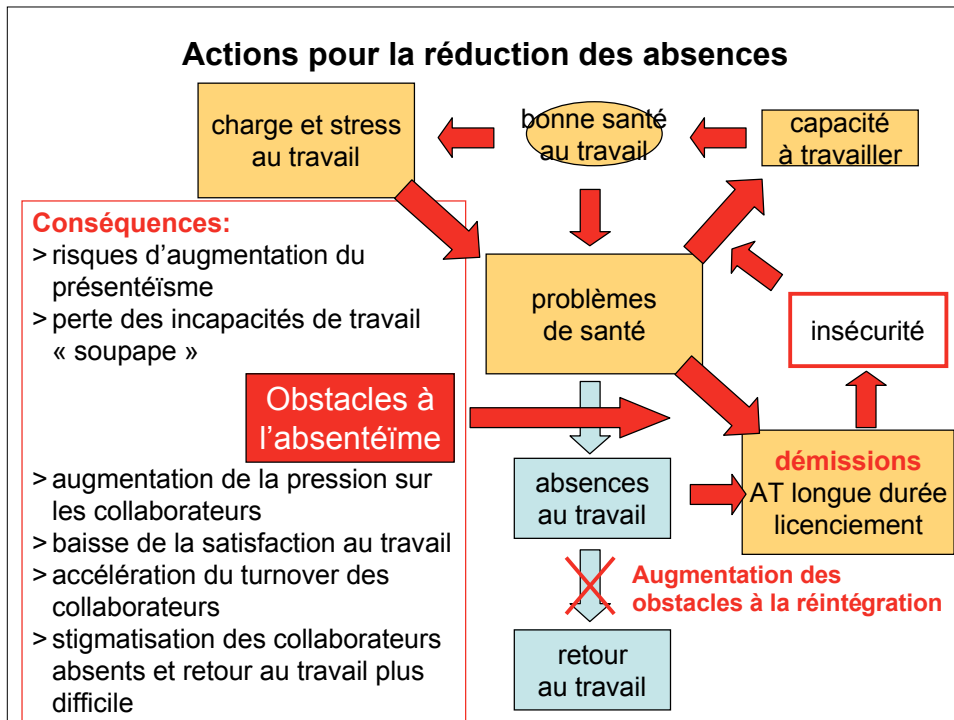 Actions pour la réduction des absences
charge et stress
au travail
bonne santé
au travail
capacité
à travailler
Conséquences:
> risques d'augmentation du
présentéïsme
> perte des incapacités de travail
« soupape »
problèmes
de santé
insécurité
Obstacles à
l'absentéïme
> augmentation de la pression sur
les collaborateurs
> baisse de la satisfaction au travail
> accélération du turnover des
collaborateurs
> stigmatisation des collaborateurs
absents et retour au travail plus
difficile
absences
au travail
démissions
AT longue durée
licenciement
Augmentation des
obstacles à la réintégration
retour
au travail